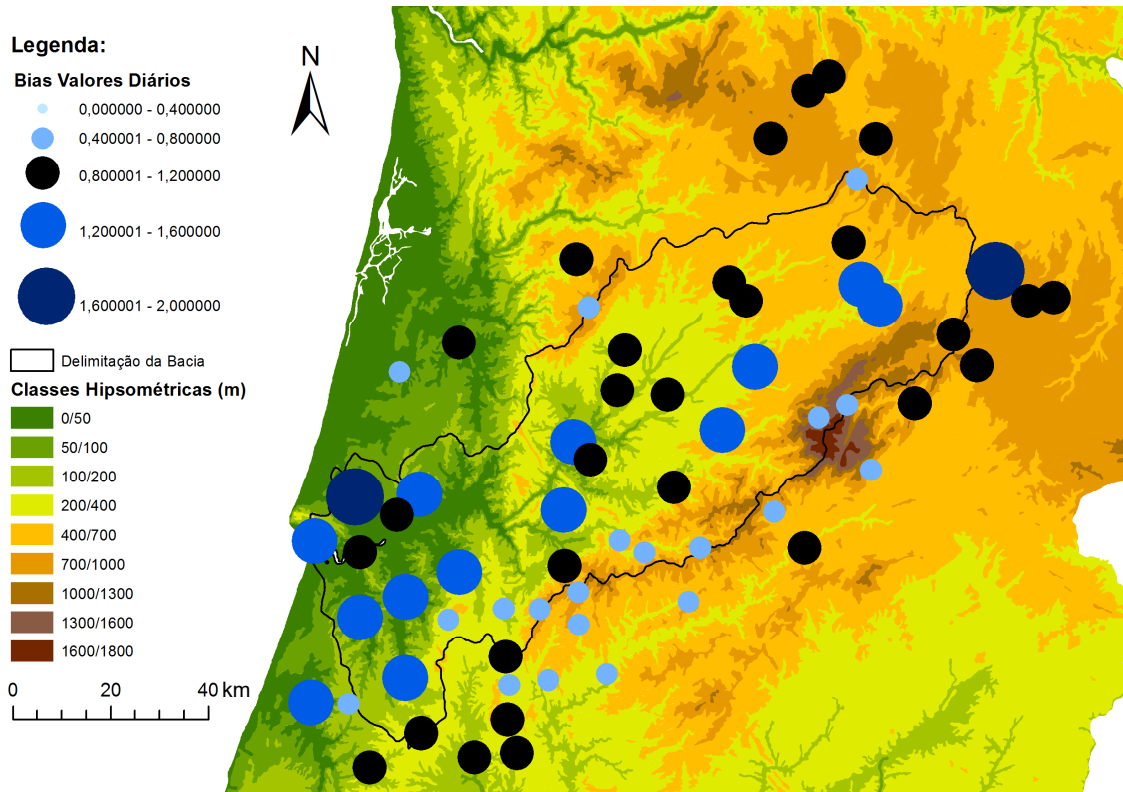 Legenda:
Bias Valores Diários
0,000000 - 0,400000
0,400001 - 0,800000
0,800001 - 1,200000
1,200001 - 1,600000
1,600001 - 2,000000
Delimitação da Bacia
Classes Hipsométricas (m)
0/50
50/100
100/200
200/400
400/700
700/1000
1000/1300
1300/1600
1600/1800
0 20 40 km
N